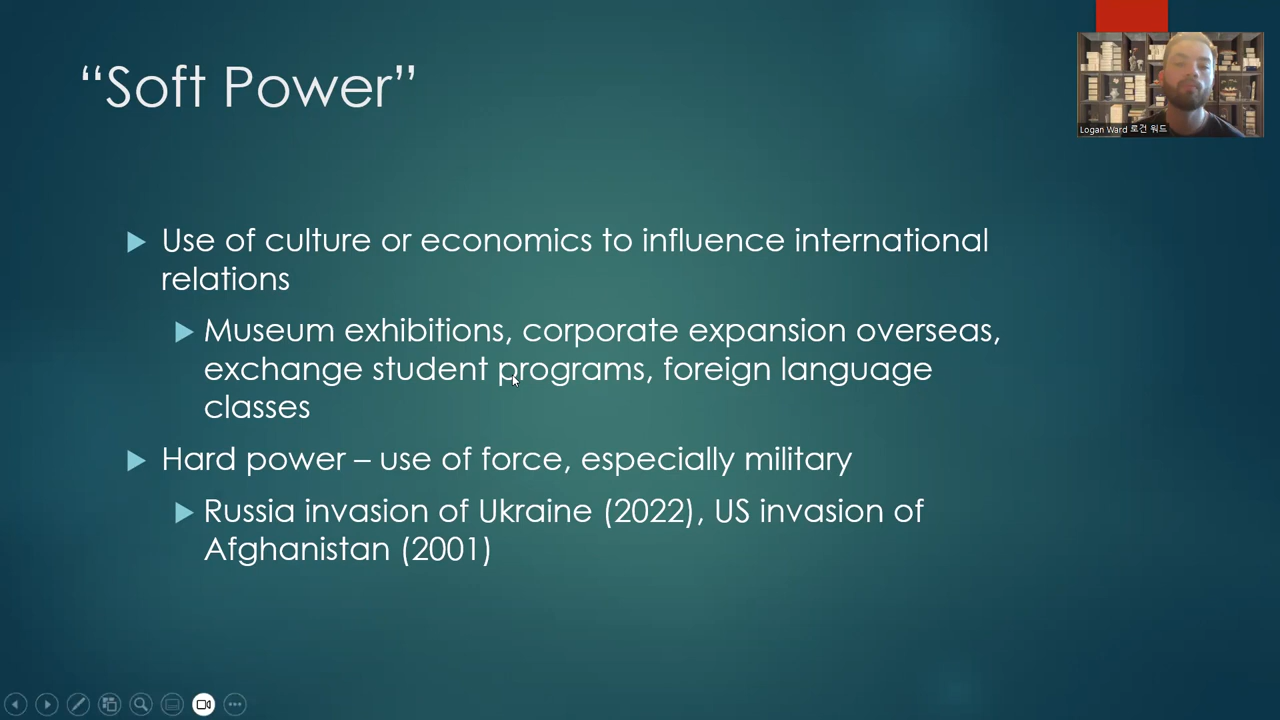 “Soft Power”
Logan Ward 로건 워드
Use of culture or economics to influence international
relations
Museum exhibitions, corporate expansion overseas,
exchange student programs, foreign language
classes
Hard power – use of force, especially military
Russia invasion of Ukraine (2022), US invasion of
Afghanistan (2001)